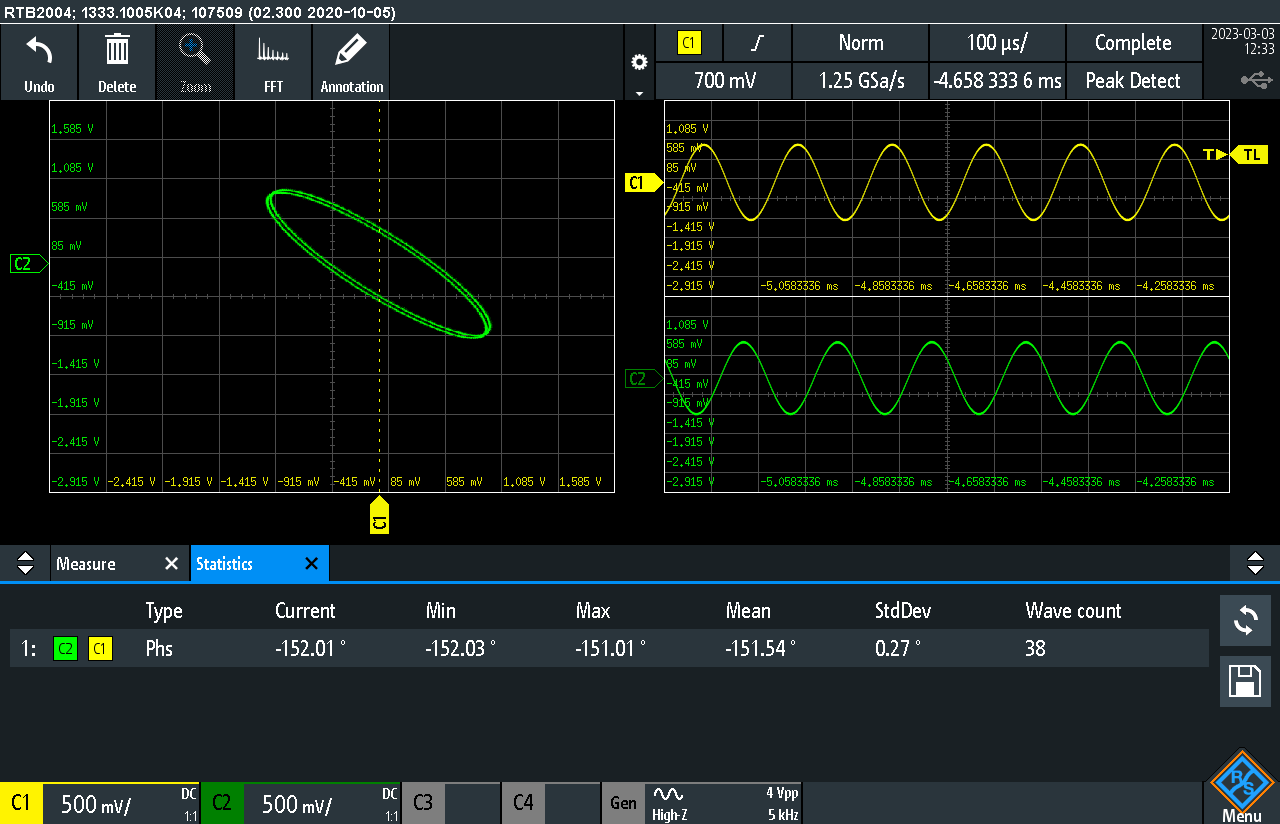 RTB2004; 1333.1005K04; 107509 (02.300 2020-10-05)
Undo
Delete
Zoom
FFT
Annotation
C1 Norm 100 µs/ Complete
700 mV 1.25 GSa/s -4.658 333 6 ms Peak Detect
2023-03-03
12:33
1.585 V
1.085 V
585 mV
85 mV
-415 mV
-915 mV
-1.415 V
-1.915 V
-2.415 V
-2.915 V -2.415 V -1.915 V -1.415 V -915 mV -415 mV 85 mV 585 mV 1.085 V 1.585 V
C2
C1
1.085 V
585 mV
85 mV
-415 mV
-915 mV
-1.415 V
-1.915 V
-2.415 V
-2.915 V -5.0583336 ms -4.8583336 ms -4.6583336 ms -4.4583336 ms -4.2583336 ms
C1
T TL
1.085 V
585 mV
85 mV
-415 mV
-915 mV
-1.415 V
-1.915 V
-2.415 V
-2.915 V -5.0583336 ms -4.8583336 ms -4.6583336 ms -4.4583336 ms -4.2583336 ms
C2
Measure
Statistics
Type Current Min Max Mean StdDev Wave count
1: C2 C1 Phs -152.01 ° -152.03 ° -151.01 ° -151.54 ° 0.27 ° 38
C1 500 mV/ DC 1:1
C2 500 mV/ DC 1:1
C3
C4
Gen High-Z 4 Vpp 5 kHz
R&S
Menu